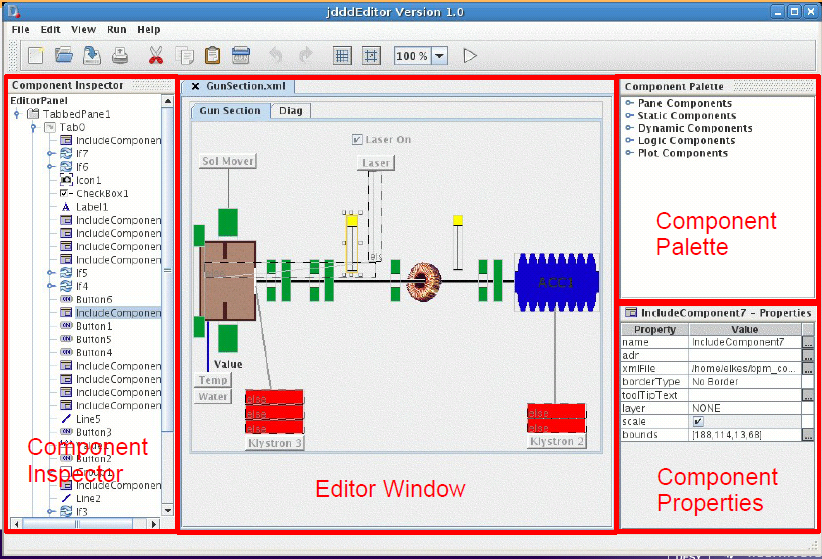 jdddEditor Version 1.0
File Edit View Run Help
100 %
Component Inspector
EditorPanel
TabbedPane1
Tab0
IncludeComponen
If7
If6
Icon1
CheckBox1
Label1
IncludeComponen
IncludeComponen
IncludeComponen
IncludeComponen
If5
If4
Button6
IncludeComponen
Button1
Button5
Button4
IncludeComponen
IncludeComponen
IncludeComponen
IncludeComponen
Line5
Button3
Button2
Group1
IncludeComponen
Line2
If3
Component
Inspector
GunSection.xml
Gun Section Diag
Laser On
Sol Mover
Laser
els
ACC1
Value
Temp
Water
else
else
else
Klystron 3
else
else
Klystron 2
Editor Window
Component Palette
Pane Components
Static Components
Dynamic Components
Logic Components
Plot Components
Component
Palette
IncludeComponent7 - Properties
Property Value
name IncludeComponent7
...
adr
...
xmlFile /home/elkes/bpm_co...
...
borderType No Border
toolTipText
...
layer NONE
scale
bounds [188,114,13,68]
...
Component
Properties